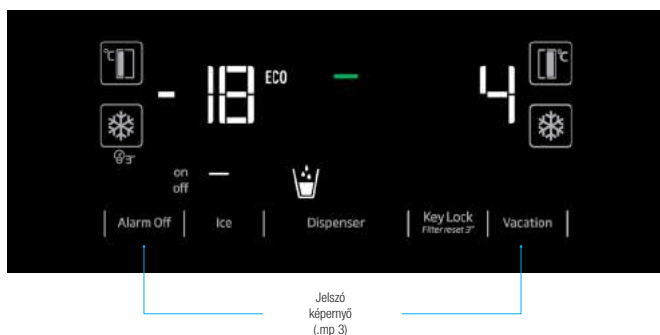 °C
°C
- 18
ECO
4
3"
on
off
Alarm Off
Ice
Dispenser
Key Lock
Filter reset 3"
Vacation
Jelszó
képernyő
(.mp 3)